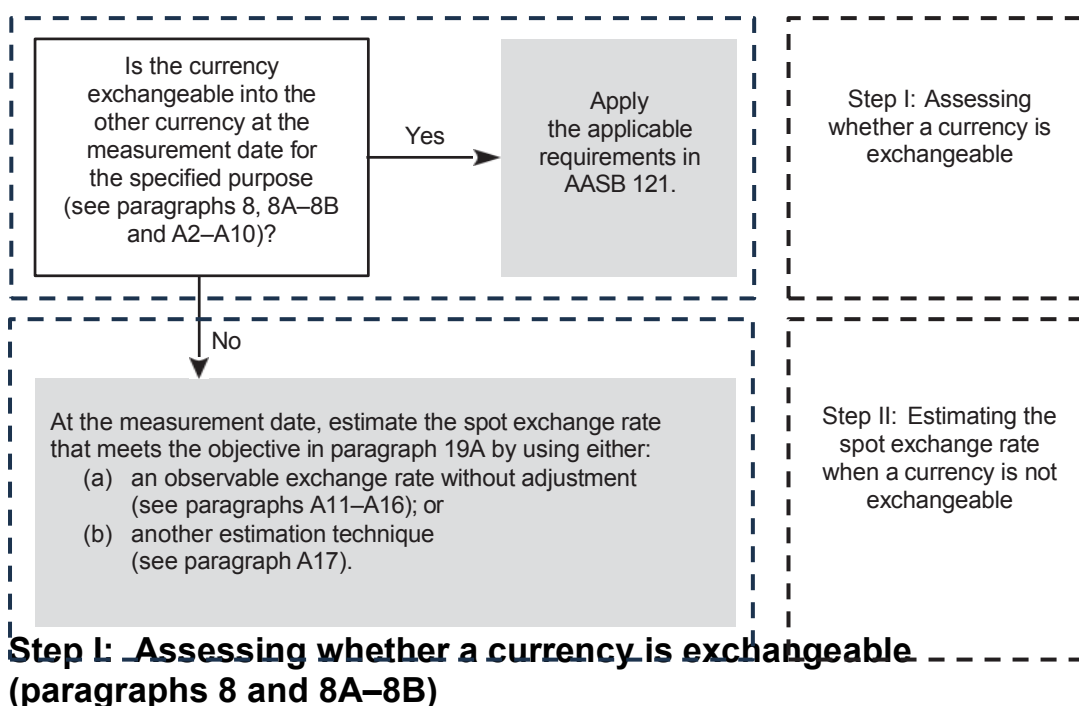 Is the currency
exchangeable into the
other currency at the
measurement date for
the specified purpose
(see paragraphs 8, 8A–8B
and A2–A10)?
Yes
Apply
the applicable
requirements in
AASB 121.
Step I: Assessing
whether a currency is
exchangeable
No
At the measurement date, estimate the spot exchange rate
that meets the objective in paragraph 19A by using either:
(a) an observable exchange rate without adjustment
(see paragraphs A11–A16); or
(b) another estimation technique
(see paragraph A17).
Step II: Estimating the
spot exchange rate
when a currency is not
exchangeable
Step I: Assessing whether a currency is exchangeable
(paragraphs 8 and 8A–8B)